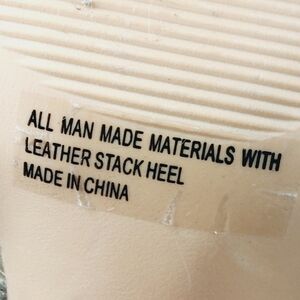 ALL MAN MADE MATERIALS WITH
LEATHER STACK HEEL
MADE IN CHINA